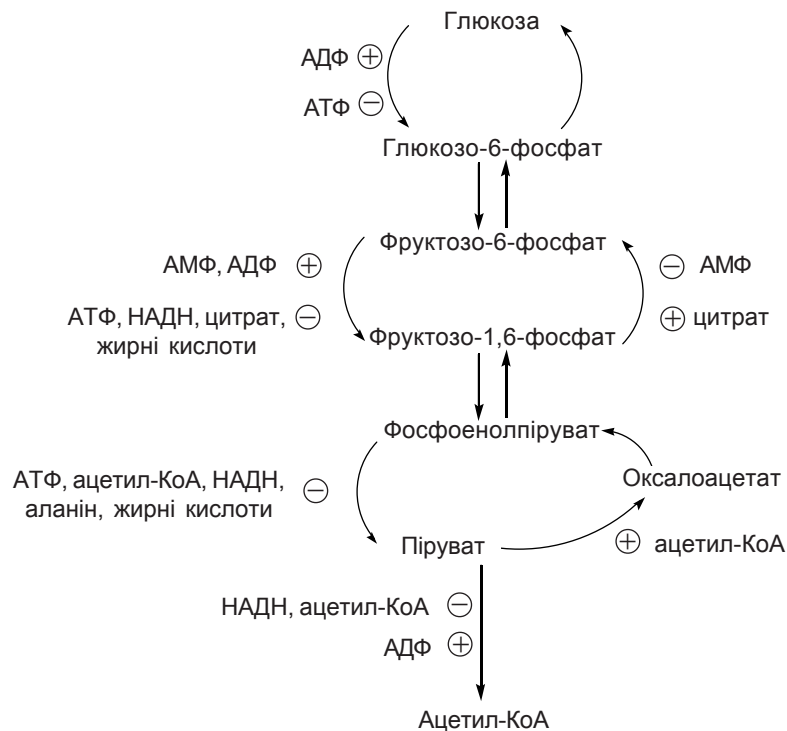 Глюкоза
АДФ ⊕
АТФ ⊖
Глюкозо-6-фосфат
Фруктозо-6-фосфат
АМФ, АДФ ⊕
⊖ АМФ
АТФ, НАДН, цитрат, ⊖
жирні кислоти
⊕ цитрат
Фруктозо-1,6-фосфат
Фосфоенолпіруват
АТФ, ацетил-КоА, НАДН, ⊖
аланін, жирні кислоти
Оксалоацетат
Піруват
⊕ ацетил-КоА
НАДН, ацетил-КоА ⊖
АДФ ⊕
Ацетил-КоА